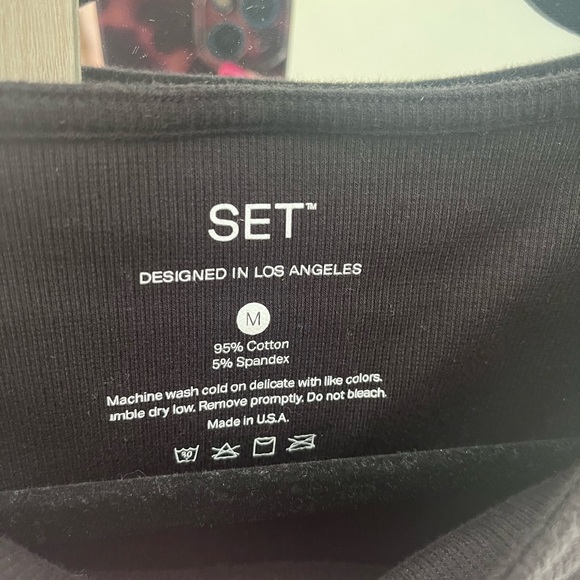 SET™
DESIGNED IN LOS ANGELES
M
95% Cotton
5% Spandex
Machine wash cold on delicate with like colors.
umble dry low. Remove promptly. Do not bleach.
Made in U.S.A.
30